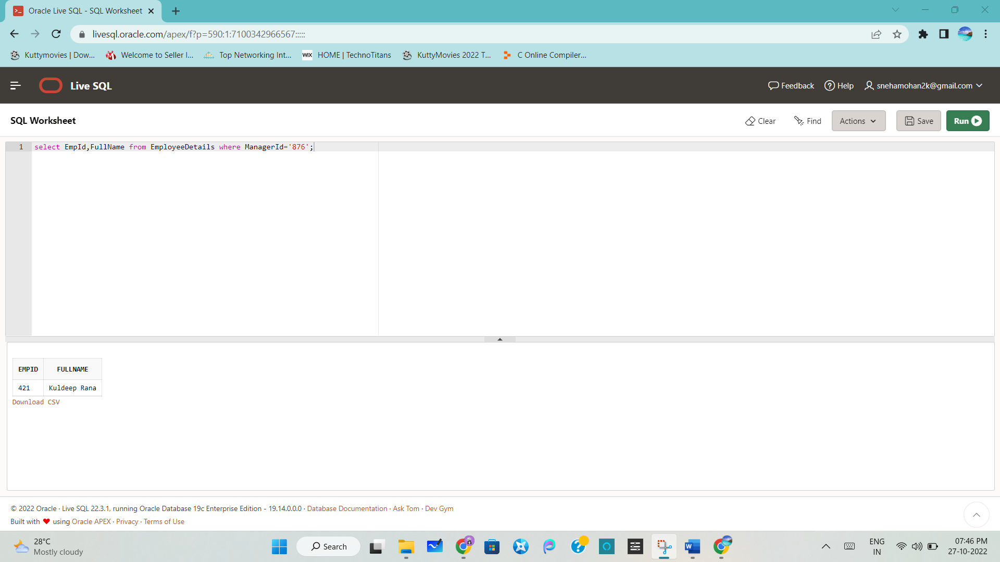 Oracle Live SQL - SQL Worksheet
livesql.oracle.com/apex/f?p=590:1:7100342966567:::::
Kuttymovies | Dow... Welcome to Seller I... Top Networking Int... WIX HOME | TechnoTitans KuttyMovies 2022 T... C Online Compiler...
Live SQL Feedback Help snehamohan2k@gmail.com
SQL Worksheet Clear Find Actions Save Run
1 select EmpId,FullName from EmployeeDetails where ManagerId='876';
EMPID FULLNAME
421 Kuldeep Rana
Download CSV
© 2022 Oracle · Live SQL 22.3.1, running Oracle Database 19c Enterprise Edition - 19.14.0.0.0 · Database Documentation · Ask Tom · Dev Gym
Built with ❤ using Oracle APEX · Privacy · Terms of Use
28°C
Mostly cloudy
Search
ENG
IN
07:46 PM
27-10-2022